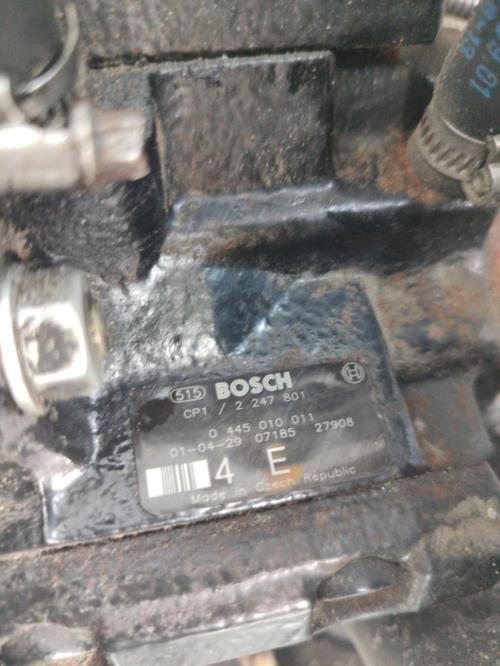 515 BOSCH
CP1 / 2 247 801
0 445 010 011
01-04-29 07185 27908
4 E
Made in Czech Republic